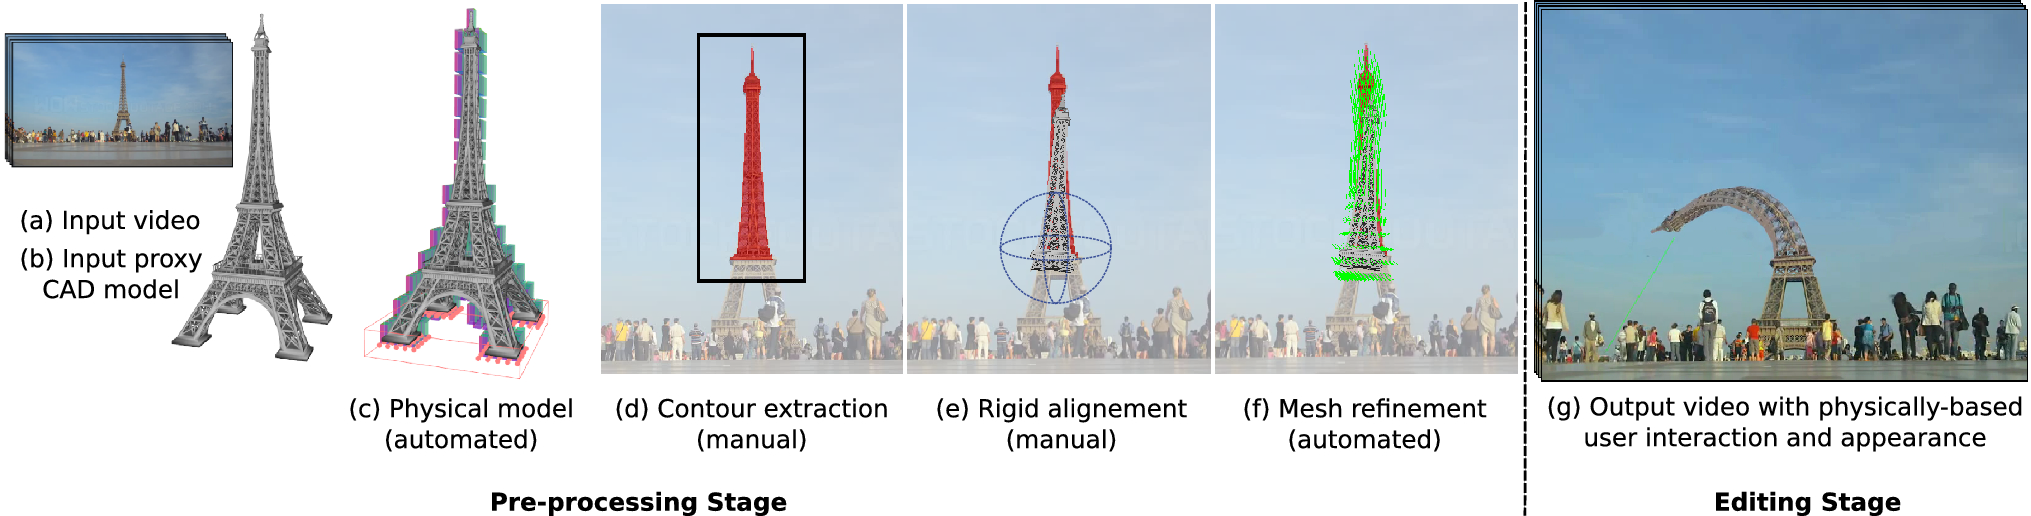 (a) Input video
(b) Input proxy
CAD model
(c) Physical model
(automated)
(d) Contour extraction
(manual)
(e) Rigid alignement
(manual)
(f) Mesh refinement
(automated)
(g) Output video with physically-based
user interaction and appearance
Pre-processing Stage
Editing Stage